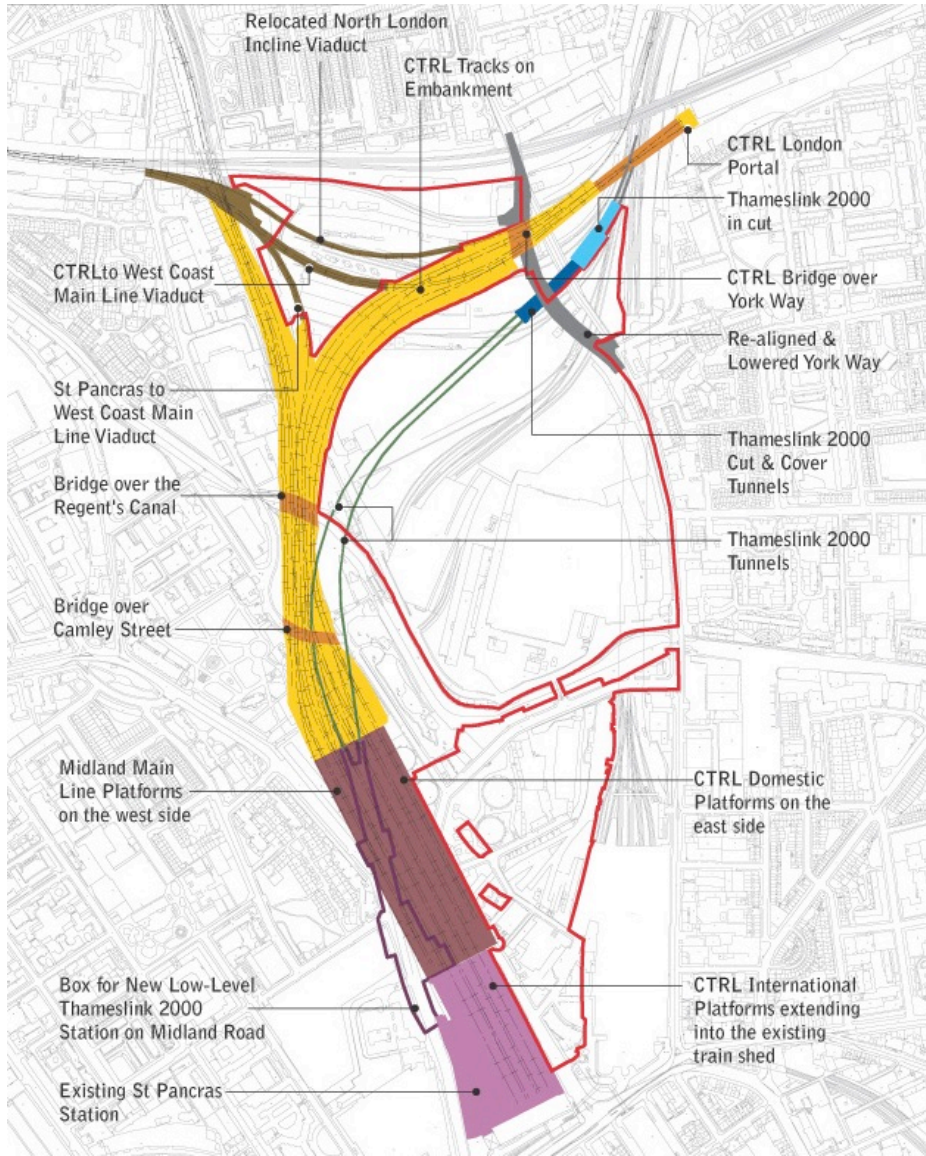 Relocated North London
Incline Viaduct
CTRL Tracks on
Embankment
CTRL London
Portal
Thameslink 2000
in cut
CTRLto West Coast
Main Line Viaduct
CTRL Bridge over
York Way
Re-aligned &
Lowered York Way
St Pancras to
West Coast Main
Line Viaduct
Thameslink 2000
Cut & Cover
Tunnels
Bridge over the
Regent's Canal
Thameslink 2000
Tunnels
Bridge over
Camley Street
Midland Main
Line Platforms
on the west side
CTRL Domestic
Platforms on the
east side
Box for New Low-Level
Thameslink 2000
Station on Midland Road
CTRL International
Platforms extending
into the existing
train shed
Existing St Pancras
Station